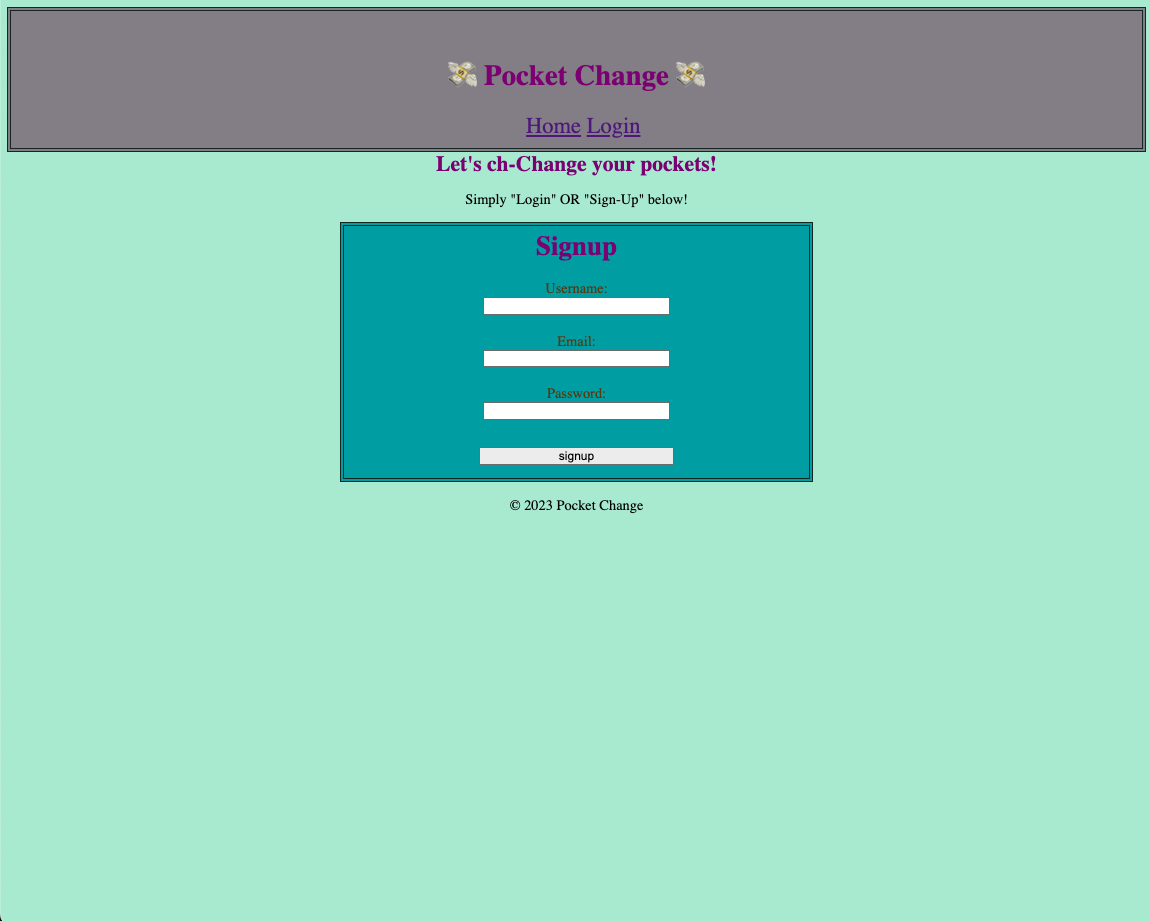 💸 Pocket Change 💸
Home Login
Let's ch-Change your pockets!
Simply "Login" OR "Sign-Up" below!
Signup
Username:
Email:
Password:
signup
© 2023 Pocket Change